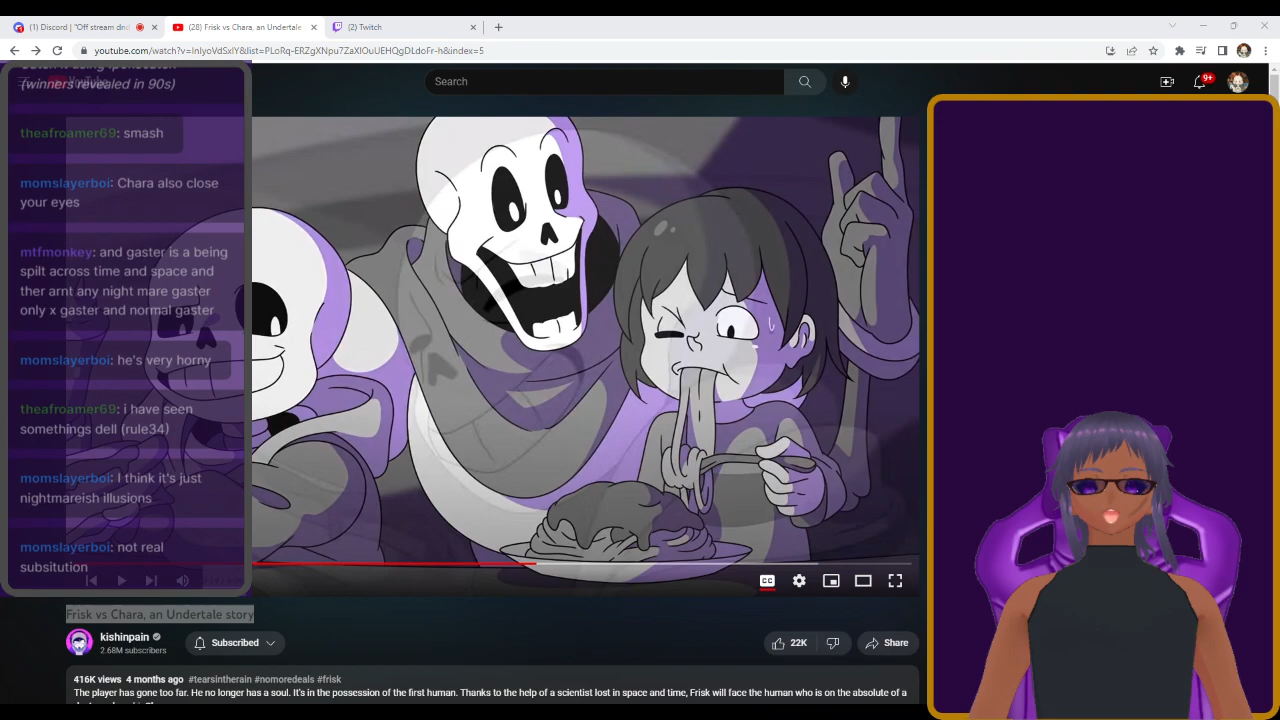 (1) Discord | "Off stream dnd
(28) Frisk vs Chara, an Undertale
(2) Twitch
youtube.com/watch?v=InIyoVdSxlY&list=PLoRq-ERZgXNpu7ZaXIOuUEHQgDLdoFr-h&index=5
Search
9+
(winners revealed in 90s)
theafroamer69: smash
momslayerboi: Chara also close
your eyes
mtfmonkey: and gaster is a being
spilt across time and space and
ther arnt any night mare gaster
only x gaster and normal gaster
momslayerboi: he's very horny
theafroamer69: i have seen
somethings dell (rule34)
momslayerboi: I think it's just
nightmareish illusions
momslayerboi: not real
subsitution
CC
Frisk vs Chara, an Undertale story
kishinpain
2.68M subscribers
Subscribed
22K
Share
416K views 4 months ago #tearsintherain #nomoredeals #frisk
The player has gone too far. He no longer has a soul. It's in the possession of the first human. Thanks to the help of a scientist lost in space and time, Frisk will face the human who is on the absolute of a